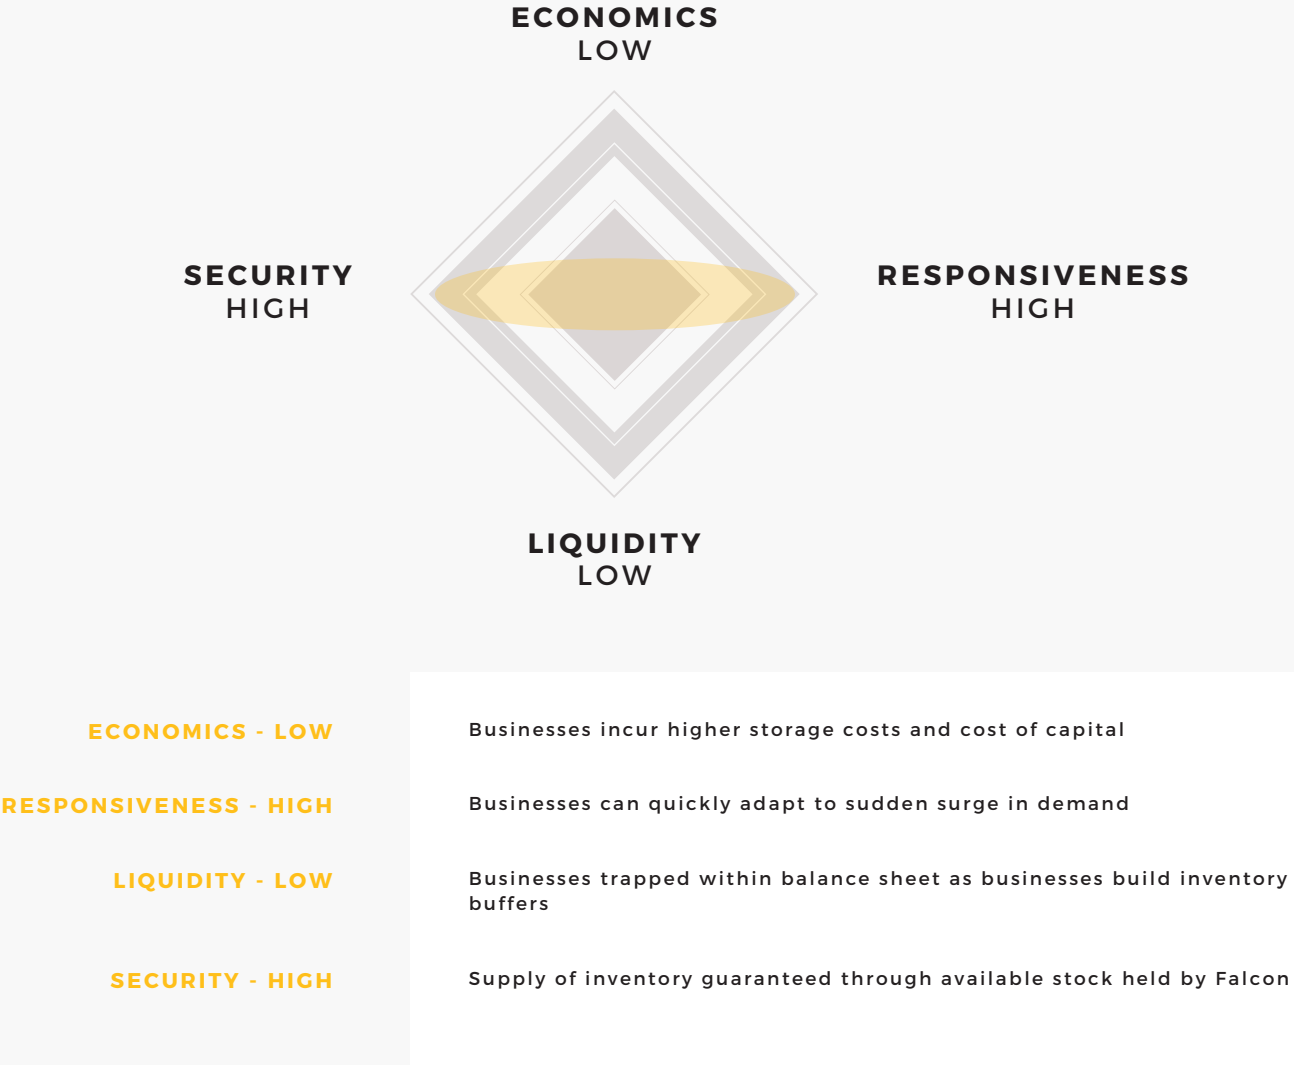 ECONOMICS
LOW
SECURITY
HIGH
RESPONSIVENESS
HIGH
LIQUIDITY
LOW
ECONOMICS - LOW
Businesses incur higher storage costs and cost of capital
RESPONSIVENESS - HIGH
Businesses can quickly adapt to sudden surge in demand
LIQUIDITY - LOW
Businesses trapped within balance sheet as businesses build inventory
buffers
SECURITY - HIGH
Supply of inventory guaranteed through available stock held by Falcon